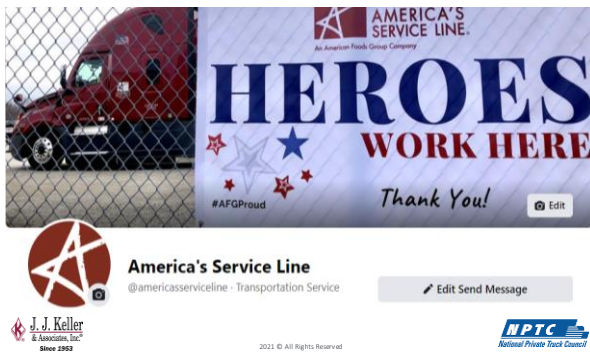 AMERICA'S
SERVICE LINE.
An American Foods Group Company
HEROES
WORK HERE
#AFGProud
Thank You!
Edit
America's Service Line
@americasserviceline · Transportation Service
Edit Send Message
J. J. Keller
& Associates, Inc.®
Since 1953
2021 © All Rights Reserved
NPTC
National Private Truck Council